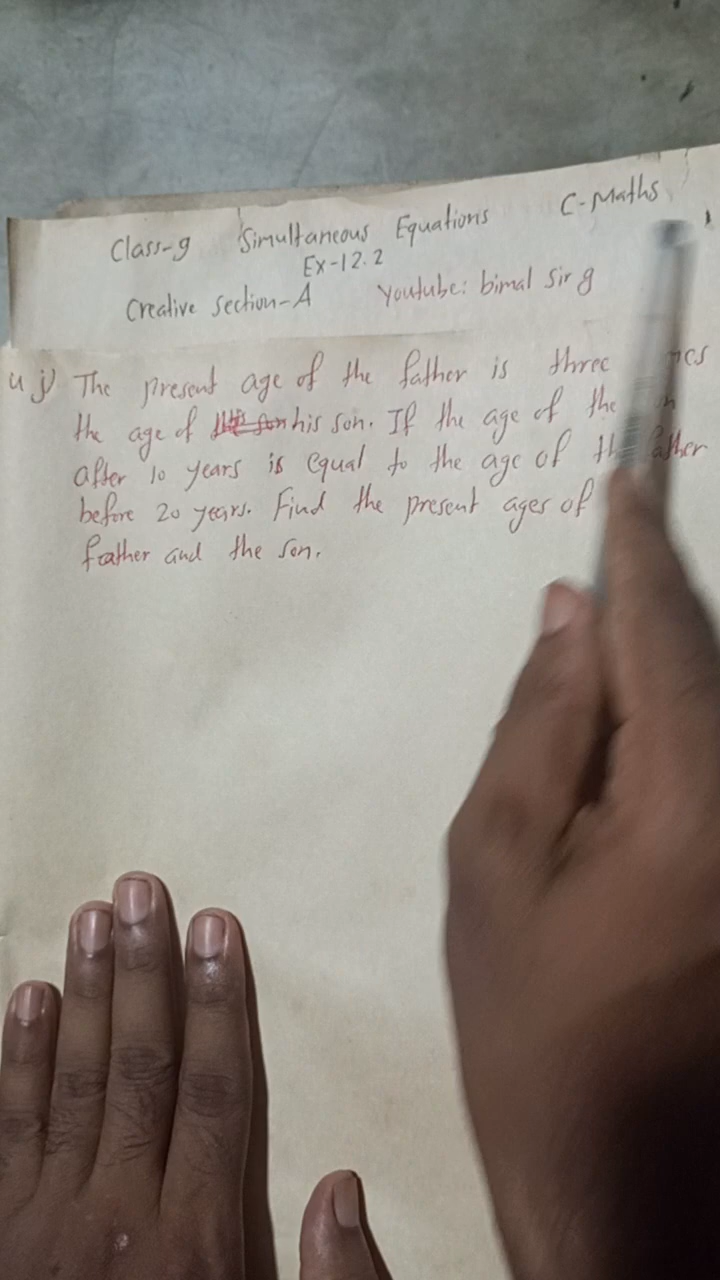 Class-9 Simultaneous Equations C-Maths
Ex-12.2
Creative section-A Youtube: bimal sir g
4 j) The present age of the father is three
the age of his son. If the age of the
after 10 years is equal to the age of
before 20 years. Find the present ages of
father and the son.